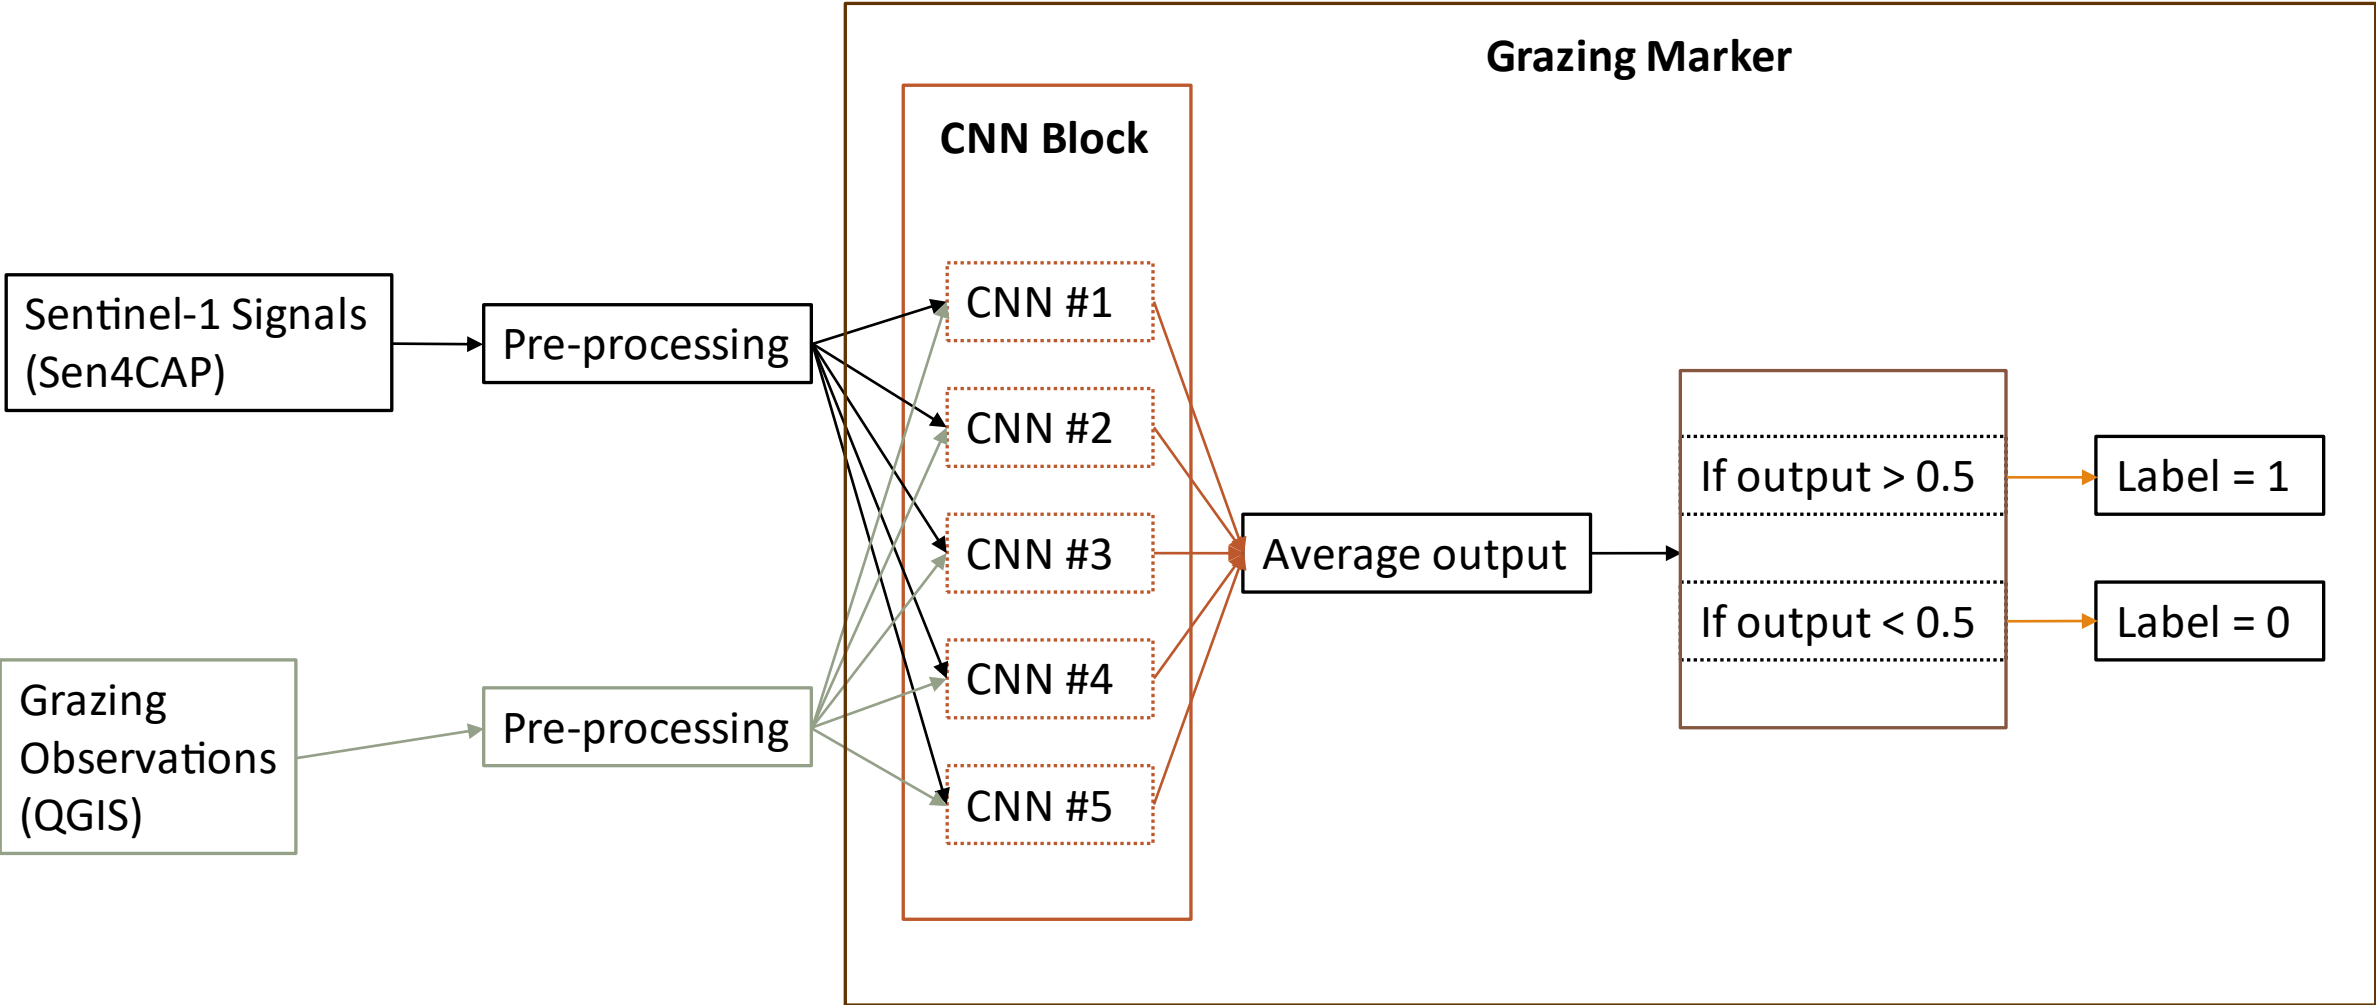 Grazing Marker
CNN Block
Sentinel-1 Signals
(Sen4CAP)
Pre-processing
Grazing
Observations
(QGIS)
Pre-processing
CNN #1
CNN #2
CNN #3
CNN #4
CNN #5
Average output
If output > 0.5
Label = 1
If output < 0.5
Label = 0